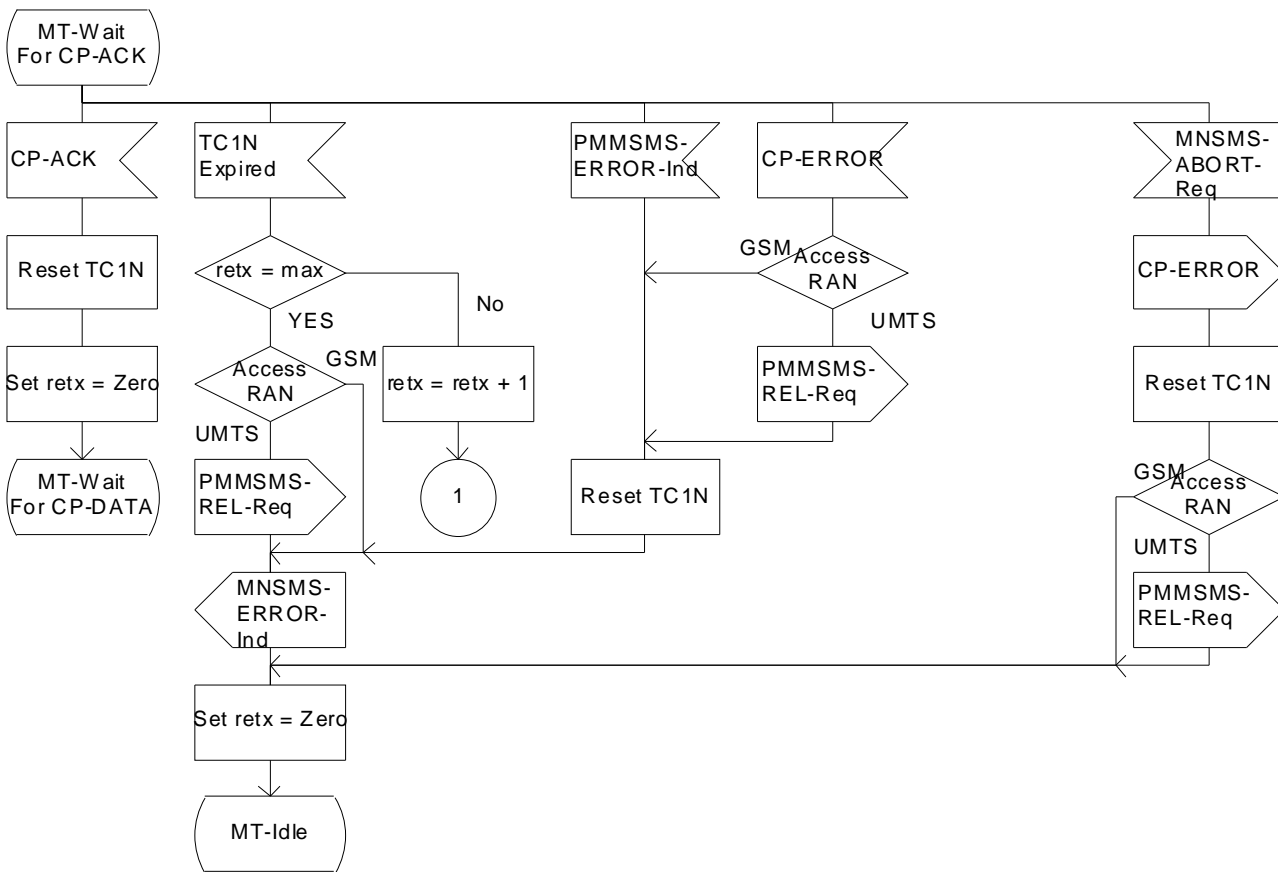 MT-Wait
For CP-ACK
CP-ACK
TC1N
Expired
PMMSMS-
ERROR-Ind
CP-ERROR
MNSMS-
ABORT-
Req
Reset TC1N
retx = max
GSM
Access
RAN
CP-ERROR
No
YES
UMTS
Set retx = Zero
Access
RAN
GSM
retx = retx + 1
PMMSMS-
REL-Req
Reset TC1N
UMTS
MT-Wait
For CP-DATA
PMMSMS-
REL-Req
1
Reset TC1N
GSM
Access
RAN
UMTS
MNSMS-
ERROR-
Ind
PMMSMS-
REL-Req
Set retx = Zero
MT-Idle